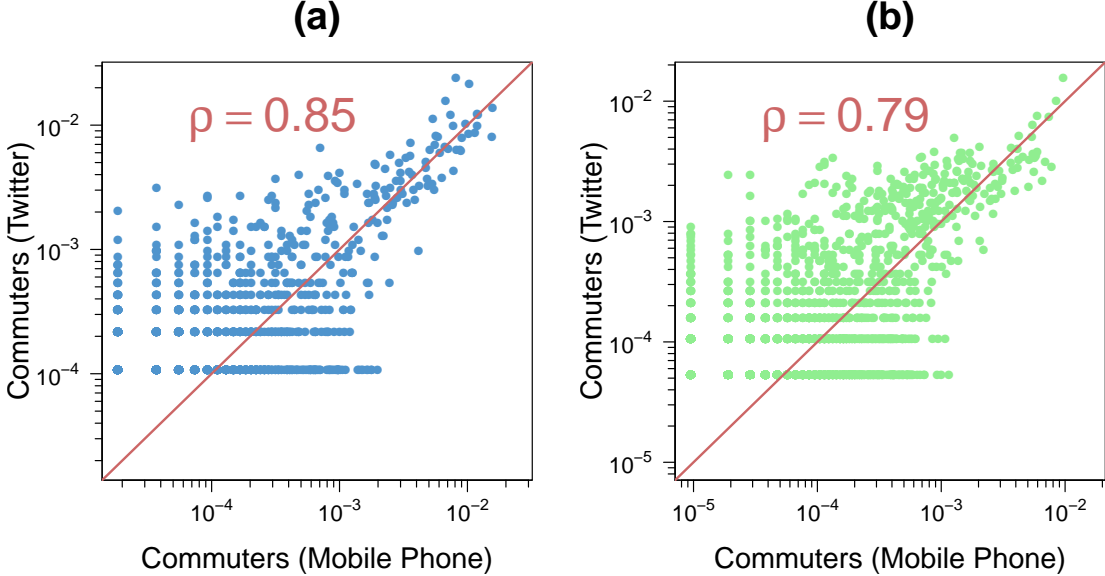 (a)
ρ = 0.85
Commuters (Twitter)
10⁻²
10⁻³
10⁻⁴
10⁻⁴ 10⁻³ 10⁻²
Commuters (Mobile Phone)
(b)
ρ = 0.79
Commuters (Twitter)
10⁻²
10⁻³
10⁻⁴
10⁻⁵
10⁻⁵ 10⁻⁴ 10⁻³ 10⁻²
Commuters (Mobile Phone)